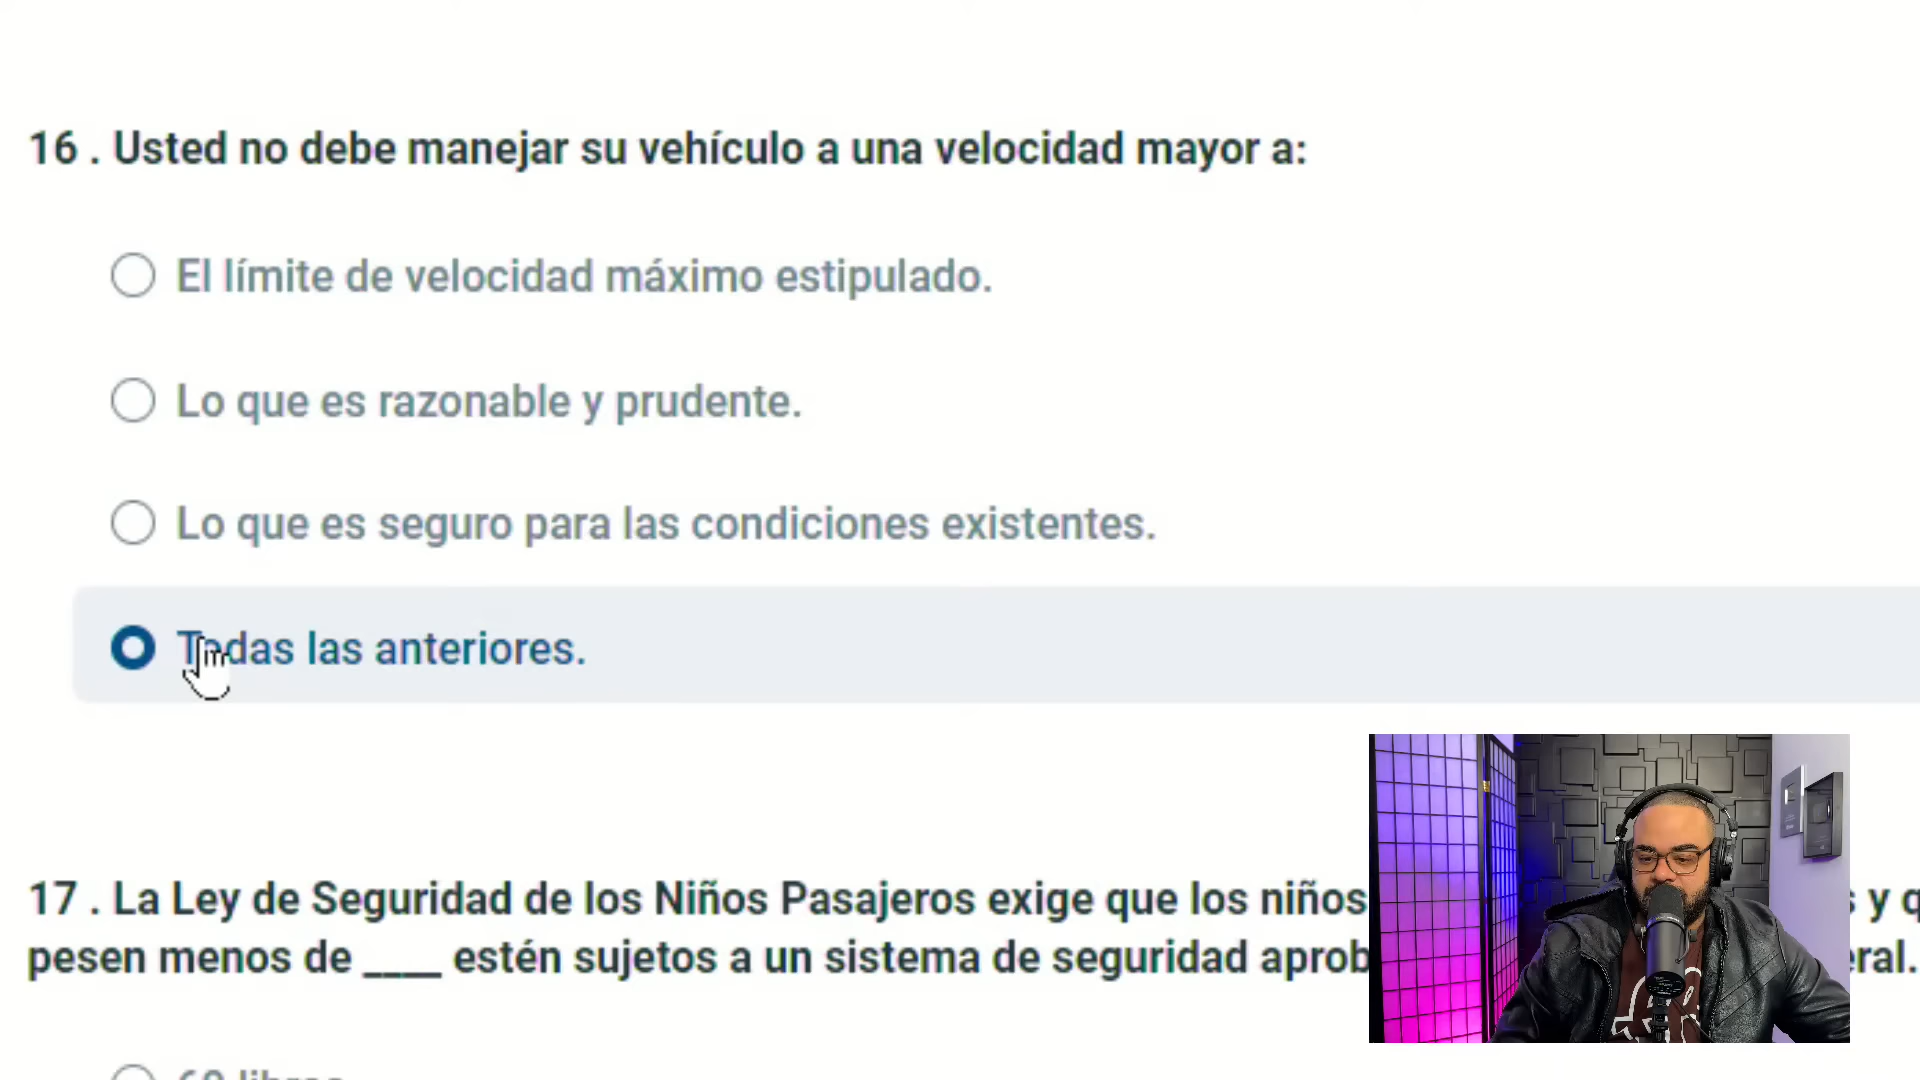 16 . Usted no debe manejar su vehículo a una velocidad mayor a:
El límite de velocidad máximo estipulado.
Lo que es razonable y prudente.
Lo que es seguro para las condiciones existentes.
Todas las anteriores.
17 . La Ley de Seguridad de los Niños Pasajeros exige que los niños y
pesen menos de ____ estén sujetos a un sistema de seguridad